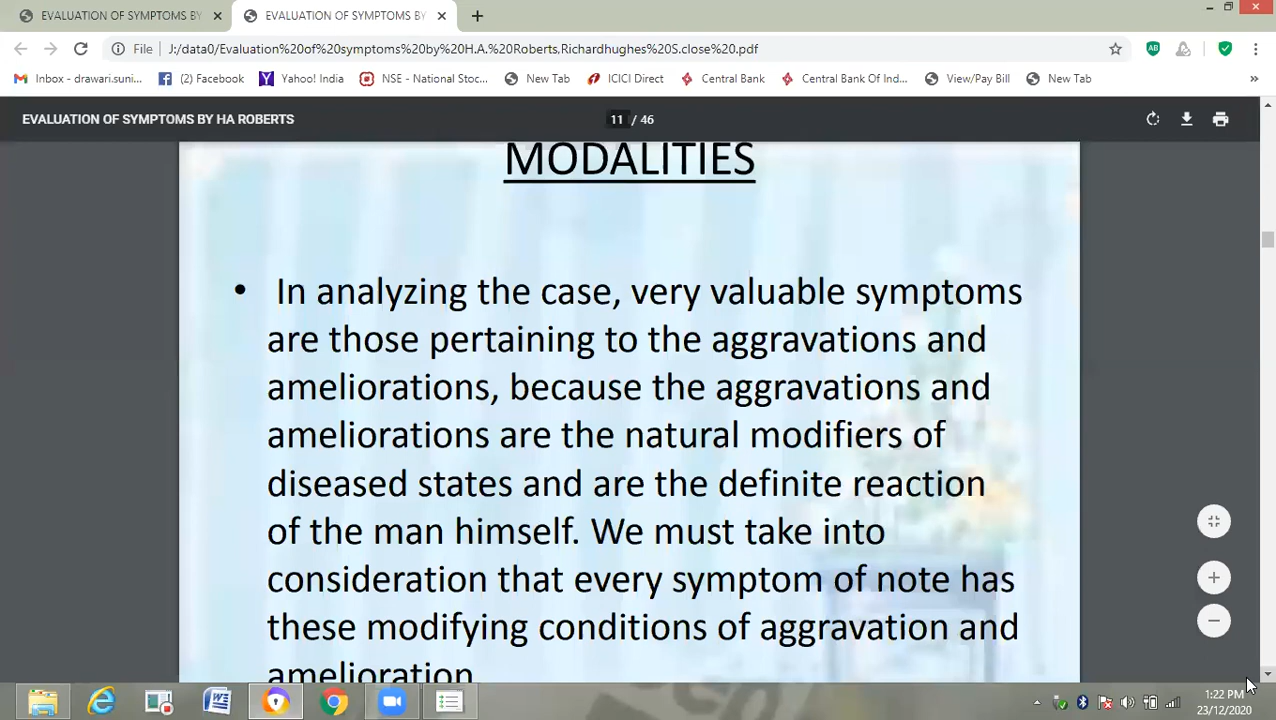 EVALUATION OF SYMPTOMS BY
EVALUATION OF SYMPTOMS BY
File
J:/data0/Evaluation%20of%20symptoms%20by%20H.A.%20Roberts.Richardhughes%20S.close%20.pdf
Inbox - drawari.suni... (2) Facebook Yahoo! India NSE - National Stoc... New Tab ICICI Direct Central Bank Central Bank Of Ind... View/Pay Bill New Tab »
EVALUATION OF SYMPTOMS BY HA ROBERTS
11 / 46
MODALITIES
• In analyzing the case, very valuable symptoms
are those pertaining to the aggravations and
ameliorations, because the aggravations and
ameliorations are the natural modifiers of
diseased states and are the definite reaction
of the man himself. We must take into
consideration that every symptom of note has
these modifying conditions of aggravation and
amelioration.
1:22 PM
23/12/2020